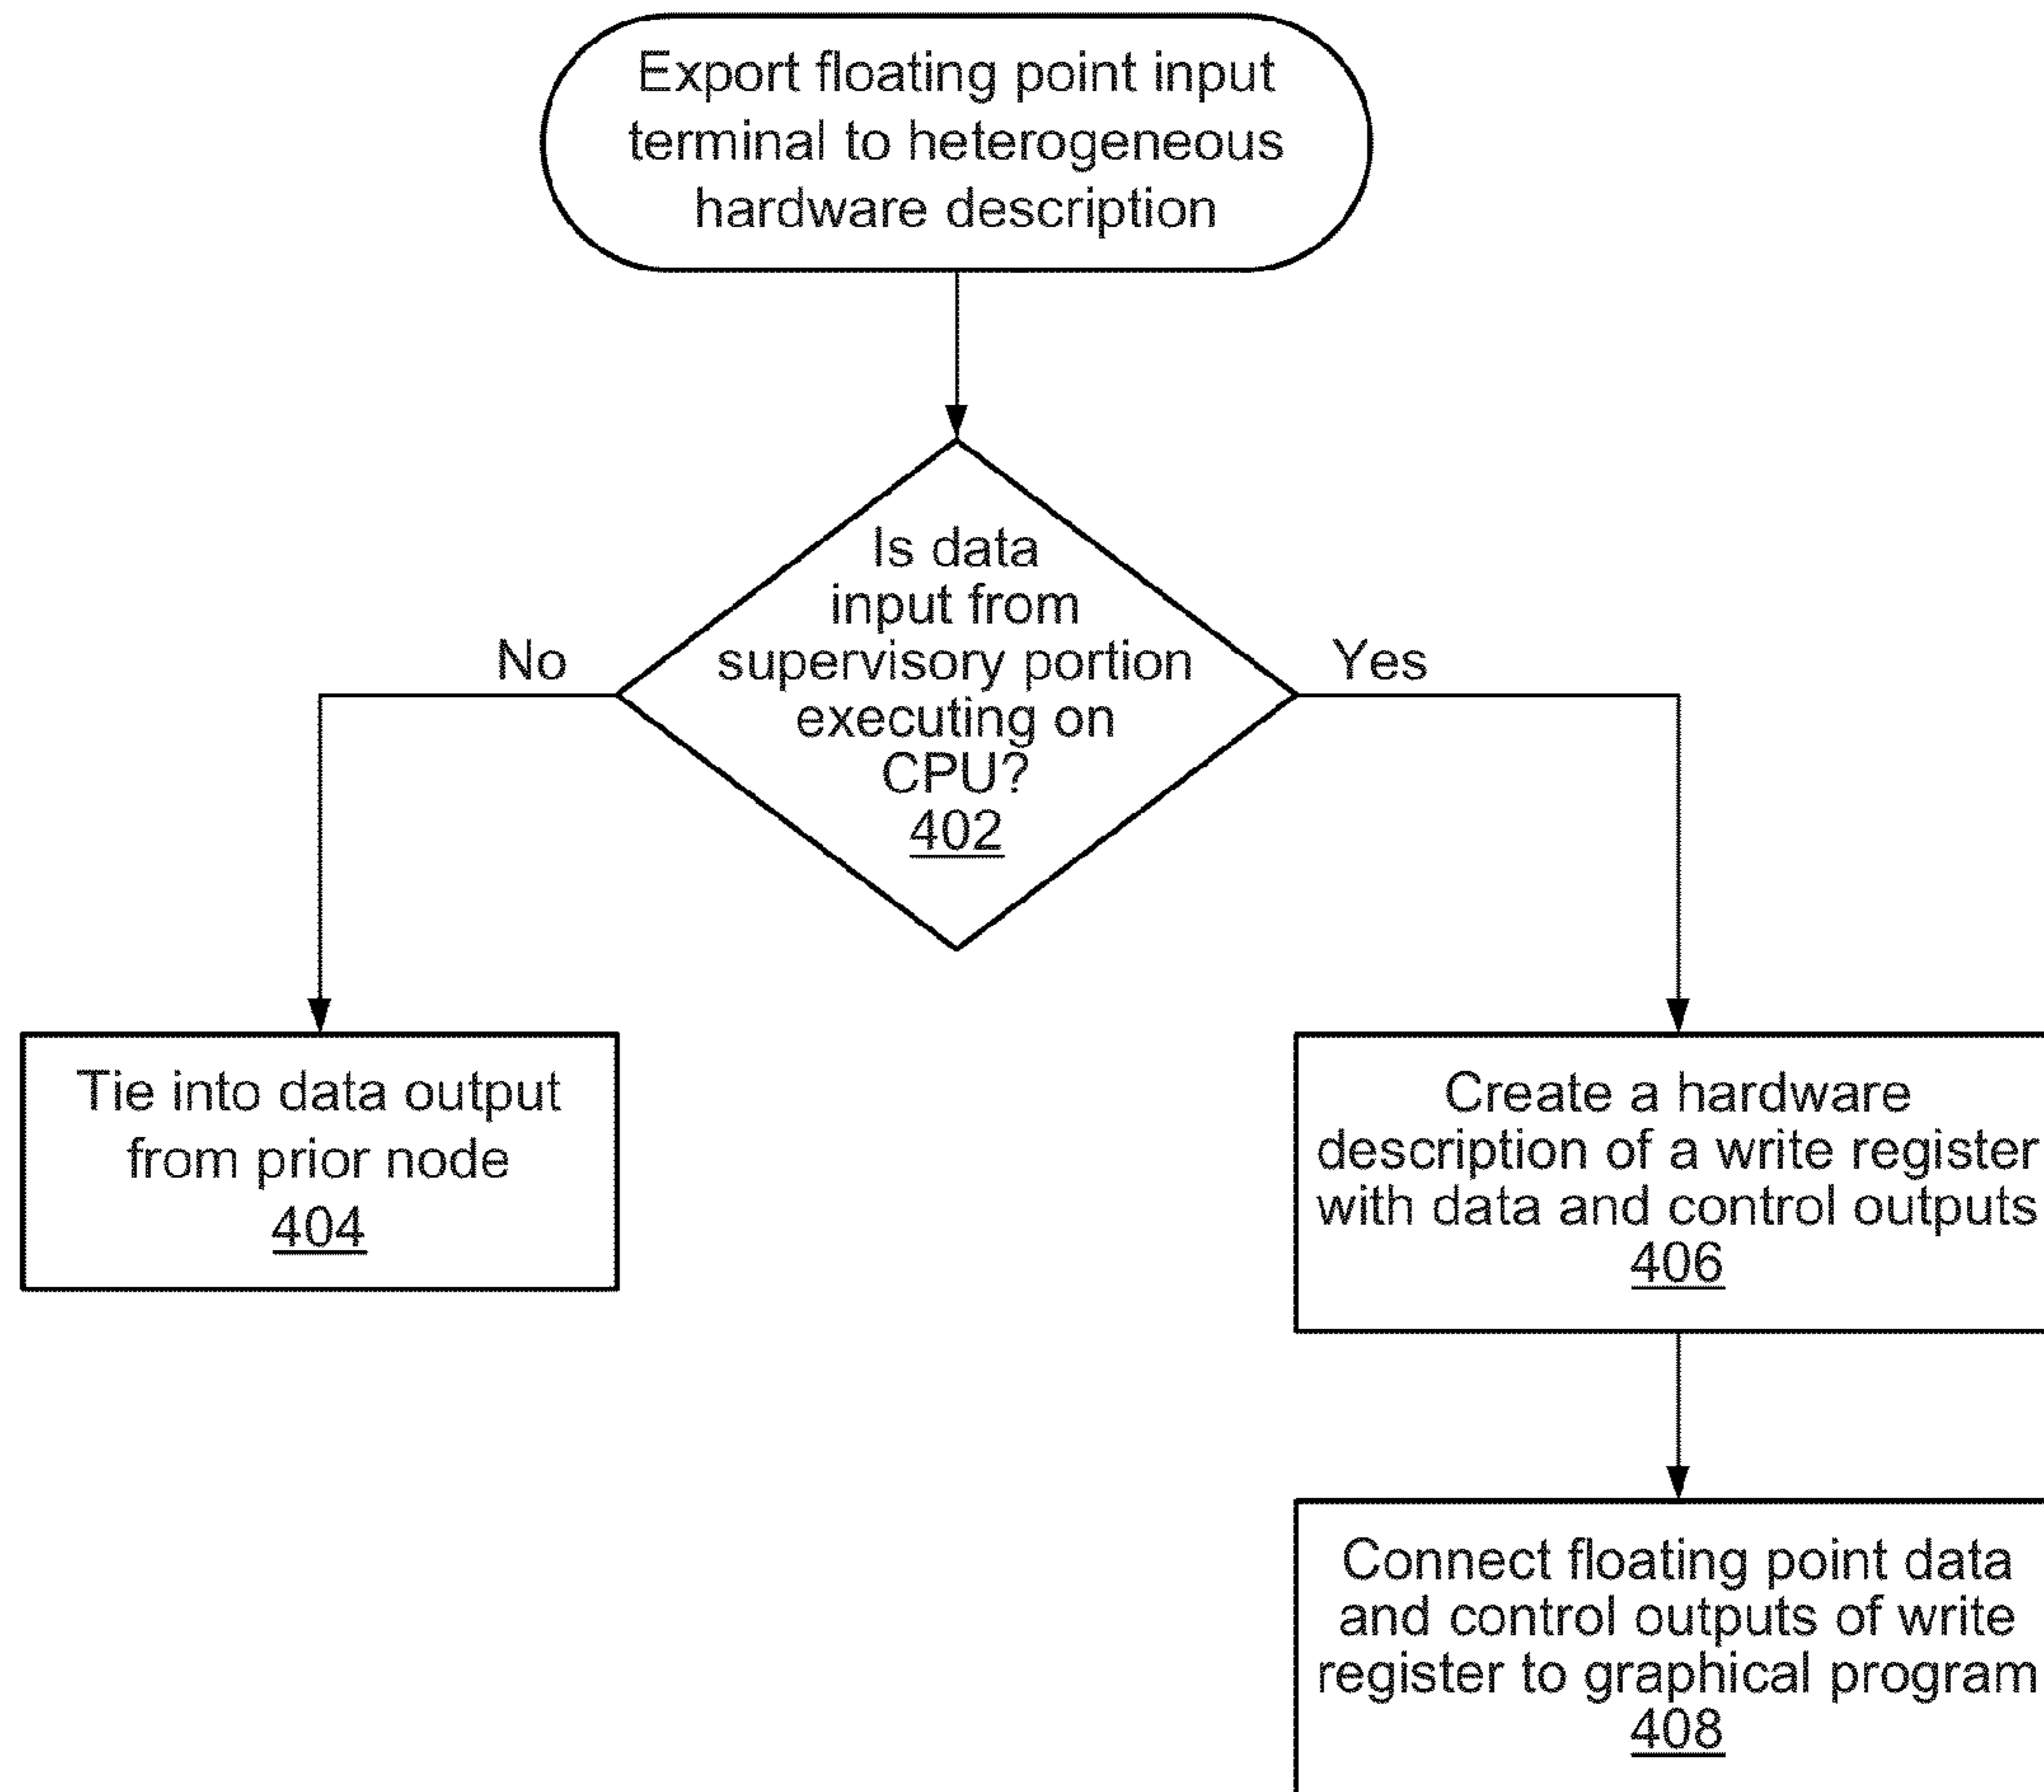 Export floating point input
terminal to heterogeneous
hardware description
Is data
input from
supervisory portion
executing on
CPU?
402
No
Yes
Tie into data output
from prior node
404
Create a hardware
description of a write register
with data and control outputs
406
Connect floating point data
and control outputs of write
register to graphical program
408